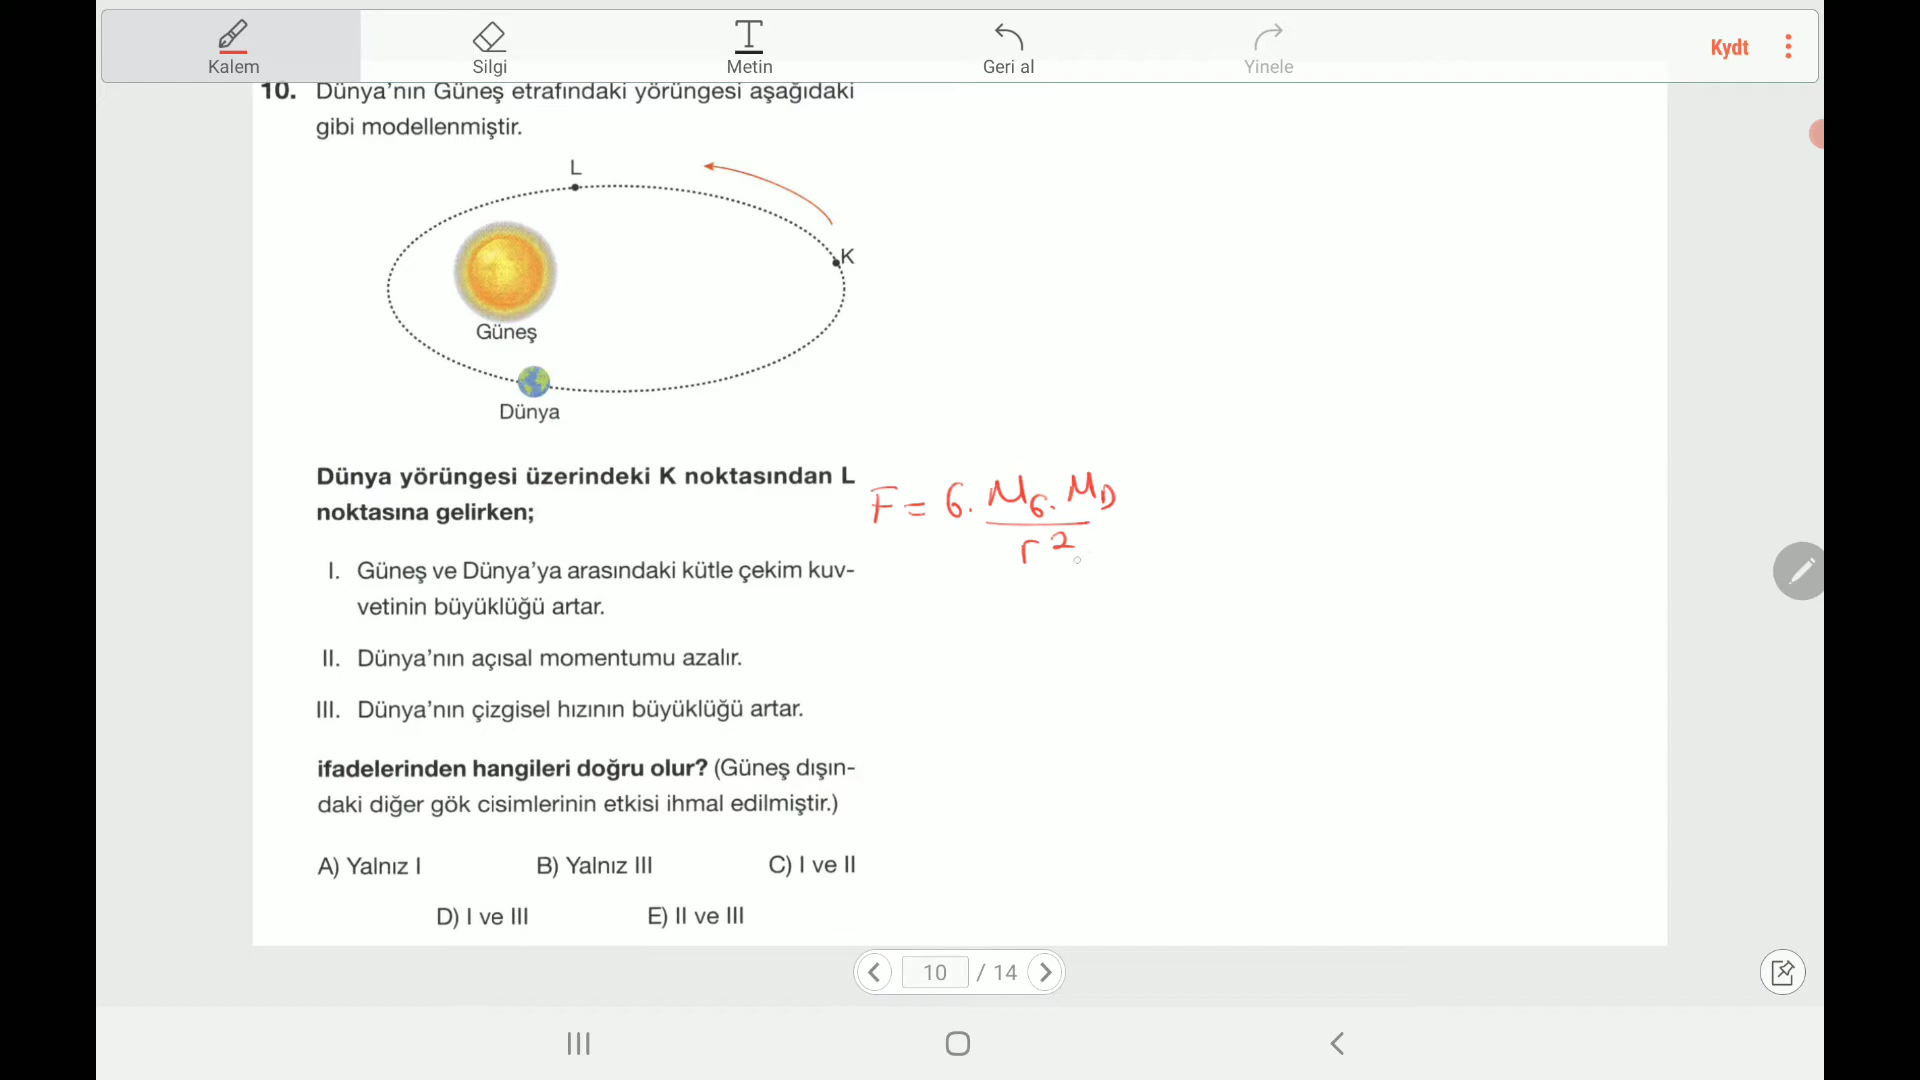 Kalem
Silgi
Metin
Geri al
Yinele
Kydt
10. Dünya'nın Güneş etrafındaki yörüngesi aşağıdaki
gibi modellenmiştir.
L
K
Güneş
Dünya
Dünya yörüngesi üzerindeki K noktasından L
noktasına gelirken;
F = G. M_G. M_D / r²
I. Güneş ve Dünya'ya arasındaki kütle çekim kuv-
vetinin büyüklüğü artar.
II. Dünya'nın açısal momentumu azalır.
III. Dünya'nın çizgisel hızının büyüklüğü artar.
ifadelerinden hangileri doğru olur? (Güneş dışın-
daki diğer gök cisimlerinin etkisi ihmal edilmiştir.)
A) Yalnız I B) Yalnız III C) I ve II
D) I ve III E) II ve III
10 / 14